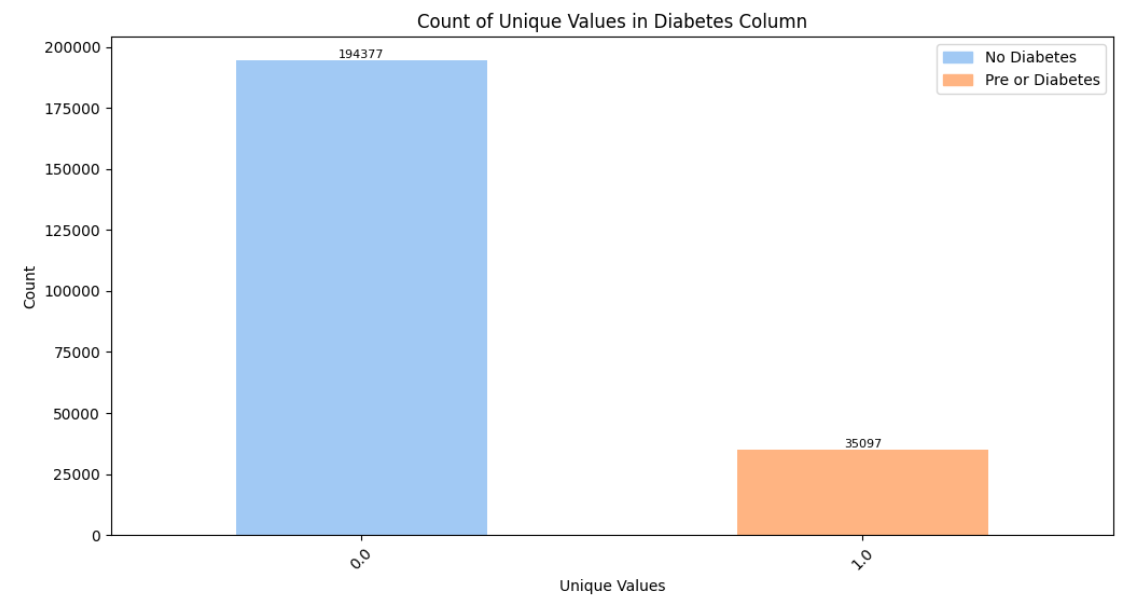 Count of Unique Values in Diabetes Column
200000
175000
150000
125000
100000
75000
50000
25000
0
Count
194377
35097
No Diabetes
Pre or Diabetes
0.0
1.0
Unique Values